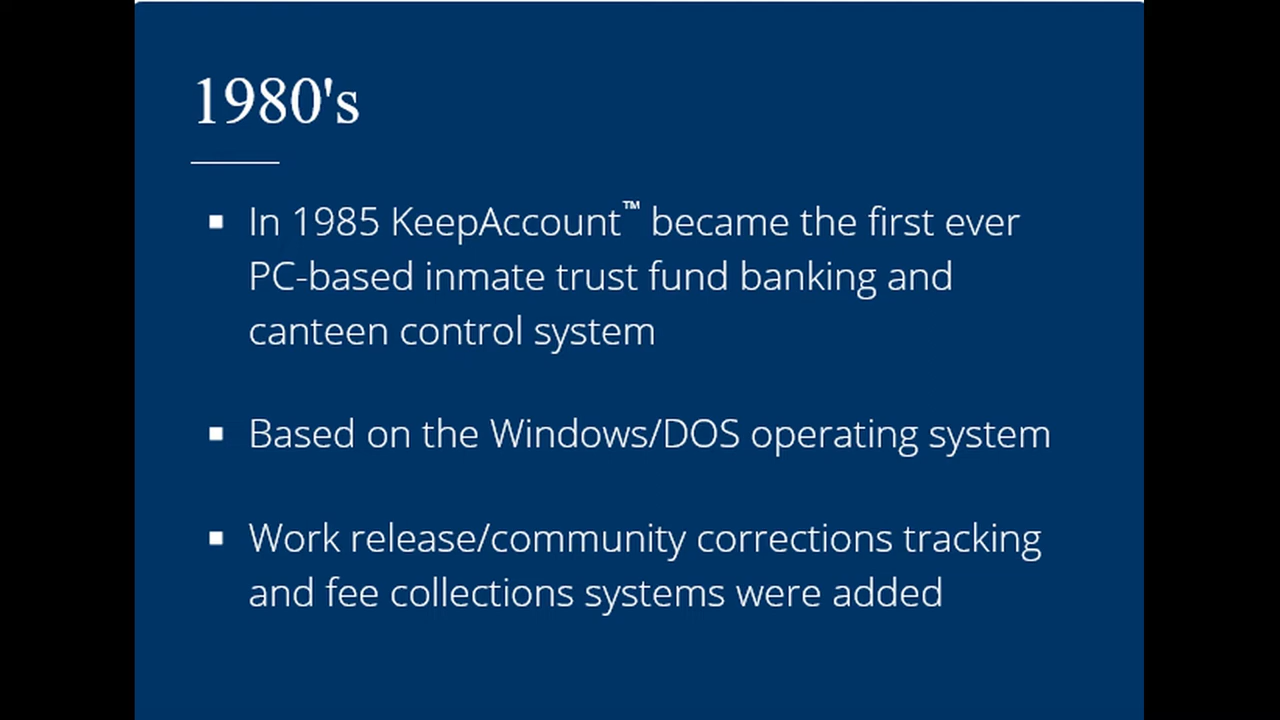 1980's
▪ In 1985 KeepAccount™ became the first ever
PC-based inmate trust fund banking and
canteen control system
▪ Based on the Windows/DOS operating system
▪ Work release/community corrections tracking
and fee collections systems were added